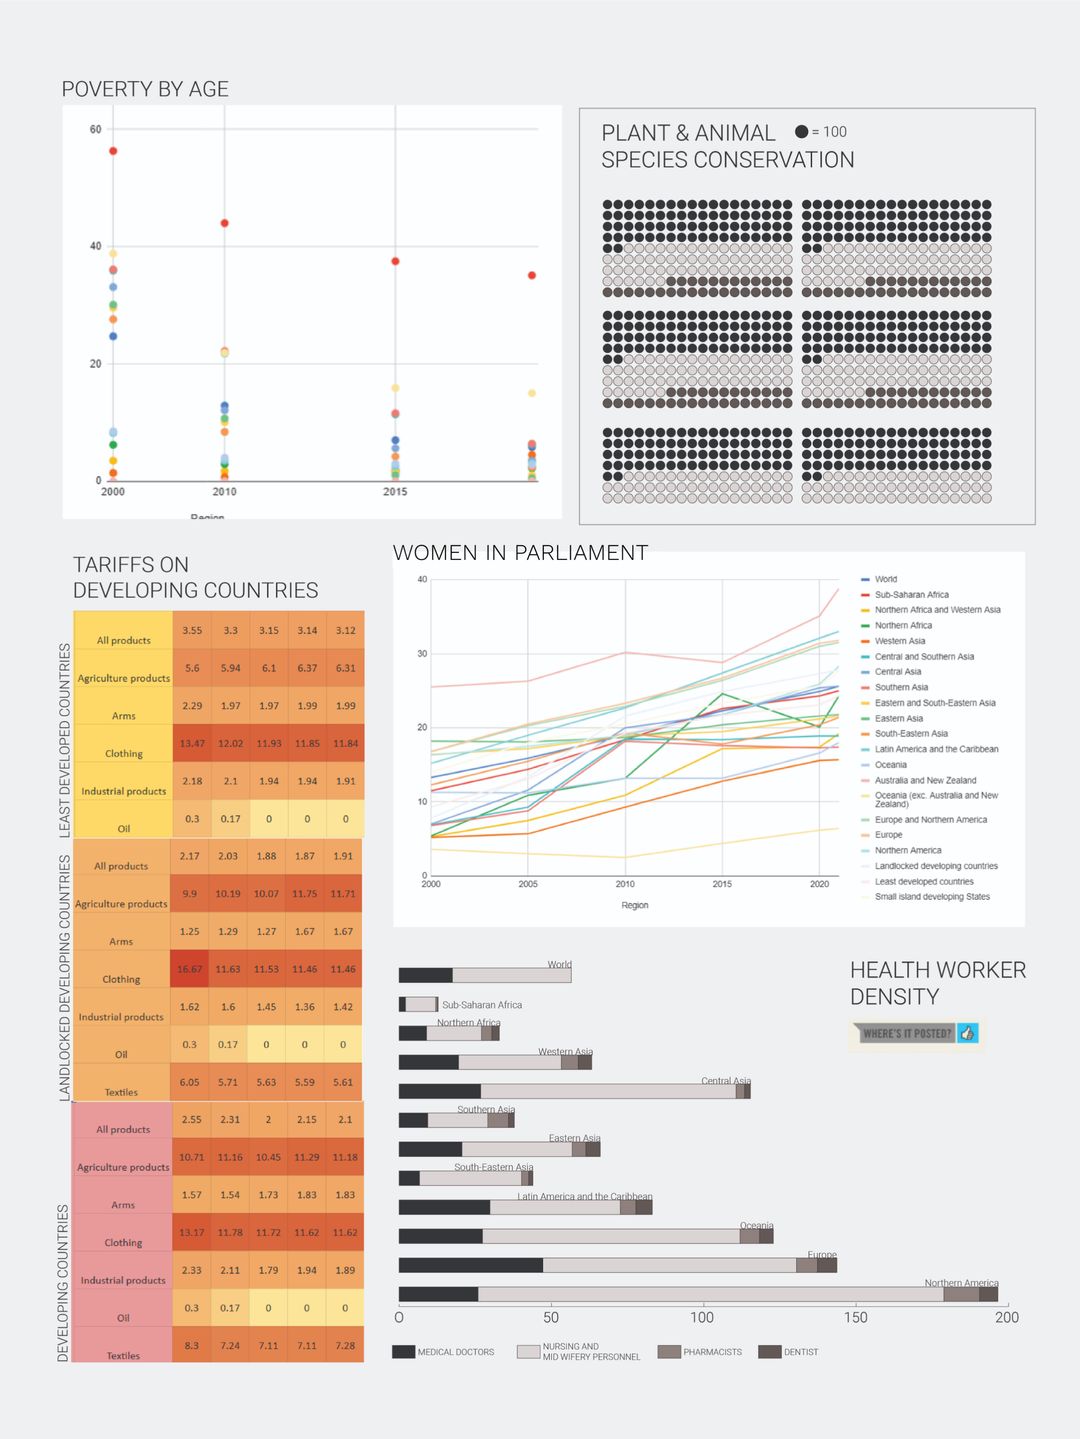 POVERTY BY AGE
60
40
20
0
2000 2010 2015
Region
PLANT & ANIMAL = 100
SPECIES CONSERVATION
TARIFFS ON
DEVELOPING COUNTRIES
LEAST DEVELOPED COUNTRIES
All products 3.55 3.3 3.15 3.14 3.12
Agriculture products 5.6 5.94 6.1 6.37 6.31
Arms 2.29 1.97 1.97 1.99 1.99
Clothing 13.47 12.02 11.93 11.85 11.84
Industrial products 2.18 2.1 1.94 1.94 1.91
Oil 0.3 0.17 0 0 0
LANDLOCKED DEVELOPING COUNTRIES
All products 2.17 2.03 1.88 1.87 1.91
Agriculture products 9.9 10.19 10.07 11.75 11.71
Arms 1.25 1.29 1.27 1.67 1.67
Clothing 16.67 11.63 11.53 11.46 11.46
Industrial products 1.62 1.6 1.45 1.36 1.42
Oil 0.3 0.17 0 0 0
Textiles 6.05 5.71 5.63 5.59 5.61
DEVELOPING COUNTRIES
All products 2.55 2.31 2 2.15 2.1
Agriculture products 10.71 11.16 10.45 11.29 11.18
Arms 1.57 1.54 1.73 1.83 1.83
Clothing 13.17 11.78 11.72 11.62 11.62
Industrial products 2.33 2.11 1.79 1.94 1.89
Oil 0.3 0.17 0 0 0
Textiles 8.3 7.24 7.11 7.11 7.28
WOMEN IN PARLIAMENT
40
30
20
10
0
2000 2005 2010 2015 2020
Region
World
Sub-Saharan Africa
Northern Africa and Western Asia
Northern Africa
Western Asia
Central and Southern Asia
Central Asia
Southern Asia
Eastern and South-Eastern Asia
Eastern Asia
South-Eastern Asia
Latin America and the Caribbean
Oceania
Australia and New Zealand
Oceania (exc. Australia and New
Zealand)
Europe and Northern America
Europe
Northern America
Landlocked developing countries
Least developed countries
Small island developing States
HEALTH WORKER
DENSITY
WHERE'S IT POSTED?
World
Sub-Saharan Africa
Northern Africa
Western Asia
Central Asia
Southern Asia
Eastern Asia
South-Eastern Asia
Latin America and the Caribbean
Oceania
Europe
Northern America
0 50 100 150 200
MEDICAL DOCTORS
NURSING AND
MID WIFERY PERSONNEL
PHARMACISTS
DENTIST